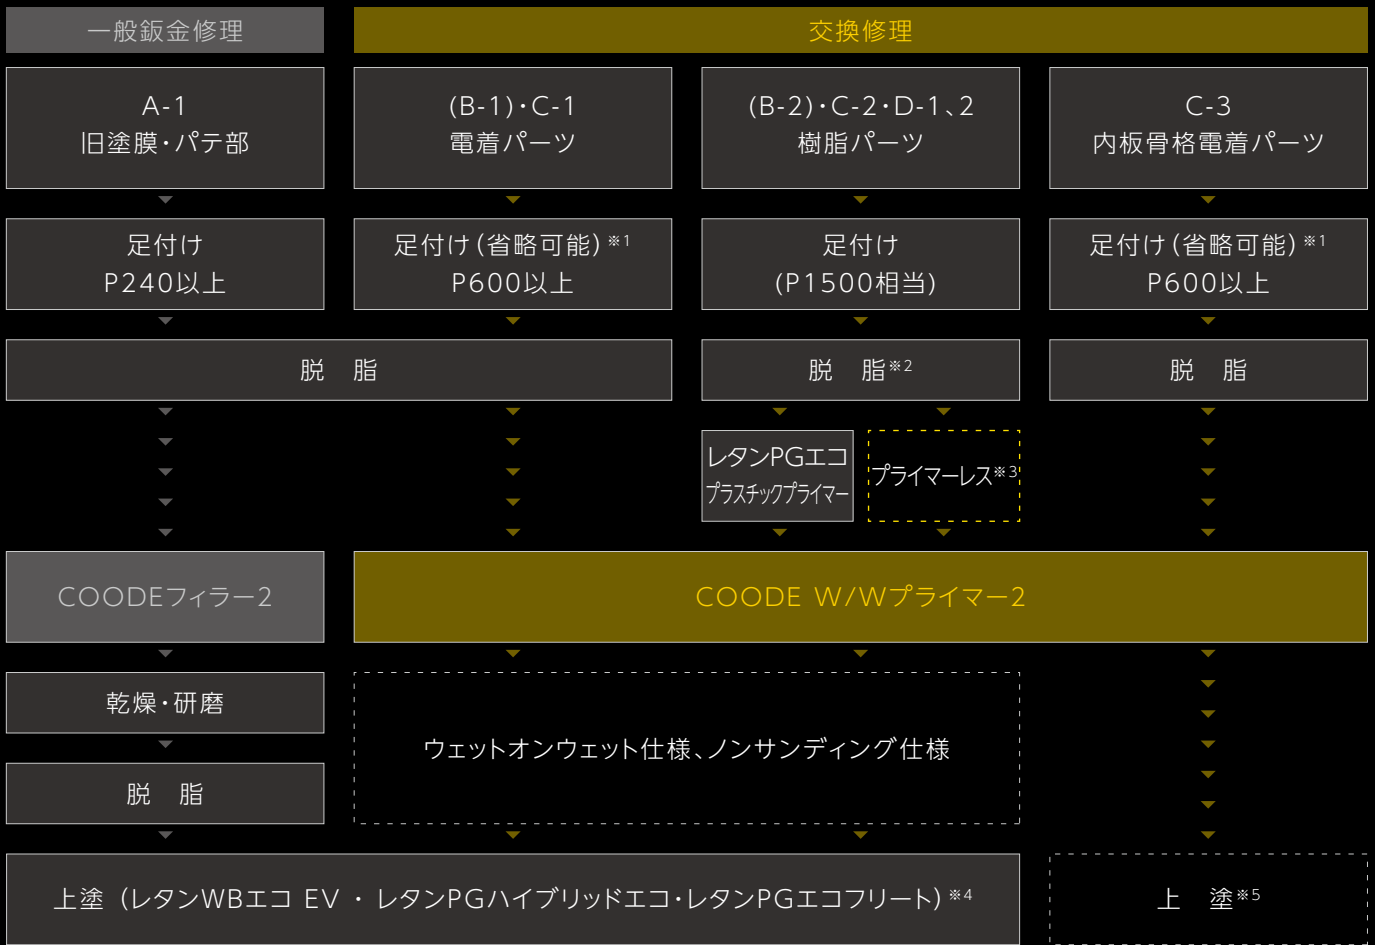 一般鈑金修理
交換修理
A-1
旧塗膜・パテ部
(B-1)・C-1
電着パーツ
(B-2)・C-2・D-1、2
樹脂パーツ
C-3
内板骨格電着パーツ
足付け
P240以上
足付け(省略可能)※1
P600以上
足付け
(P1500相当)
足付け(省略可能)※1
P600以上
脱　脂
脱　脂※2
脱　脂
レタンPGエコ
プラスチックプライマー
プライマーレス※3
COODEフィラー2
COODE W/Wプライマー2
乾燥・研磨
ウェットオンウェット仕様、ノンサンディング仕様
脱　脂
上塗（レタンWBエコ EV ・ レタンPGハイブリッドエコ・レタンPGエコフリート）※4
上　塗※5